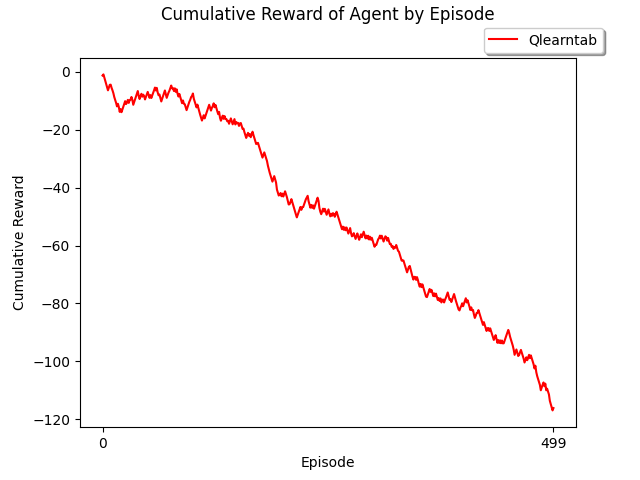 Cumulative Reward of Agent by Episode
Qlearntab
0
−20
−40
−60
−80
−100
−120
Cumulative Reward
0
499
Episode